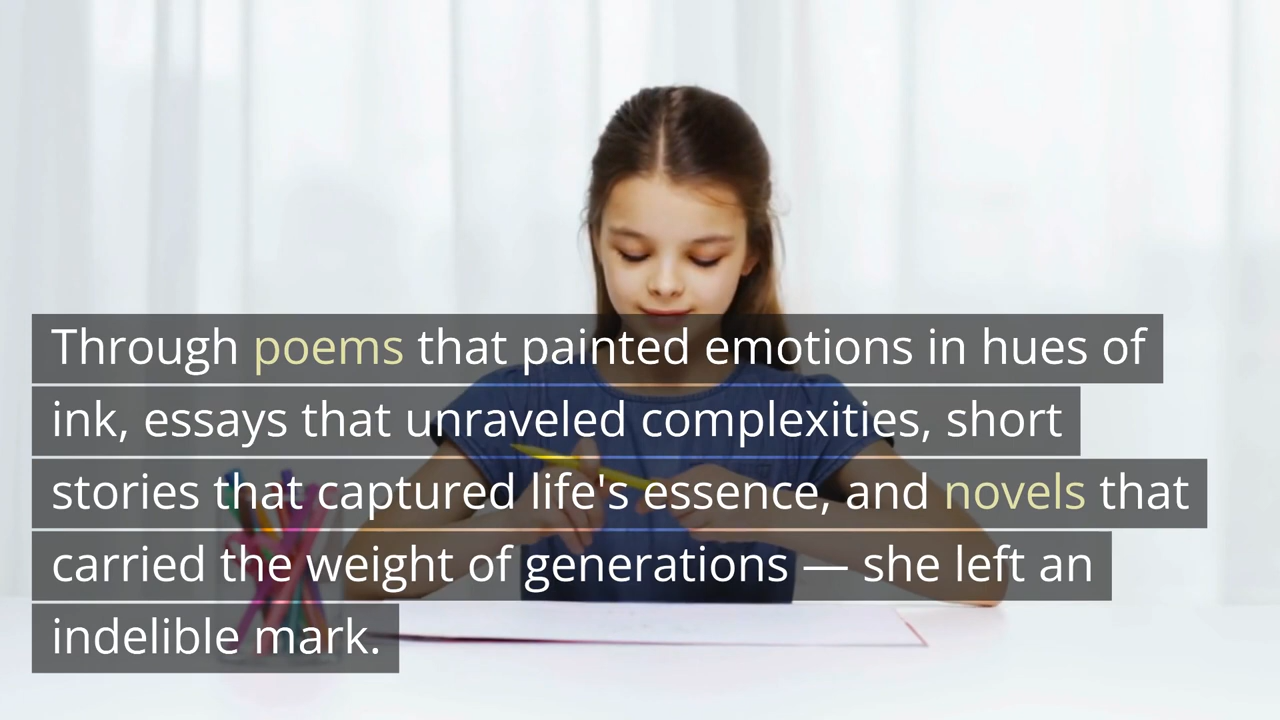 Through poems that painted emotions in hues of
ink, essays that unraveled complexities, short
stories that captured life's essence, and novels that
carried the weight of generations — she left an
indelible mark.